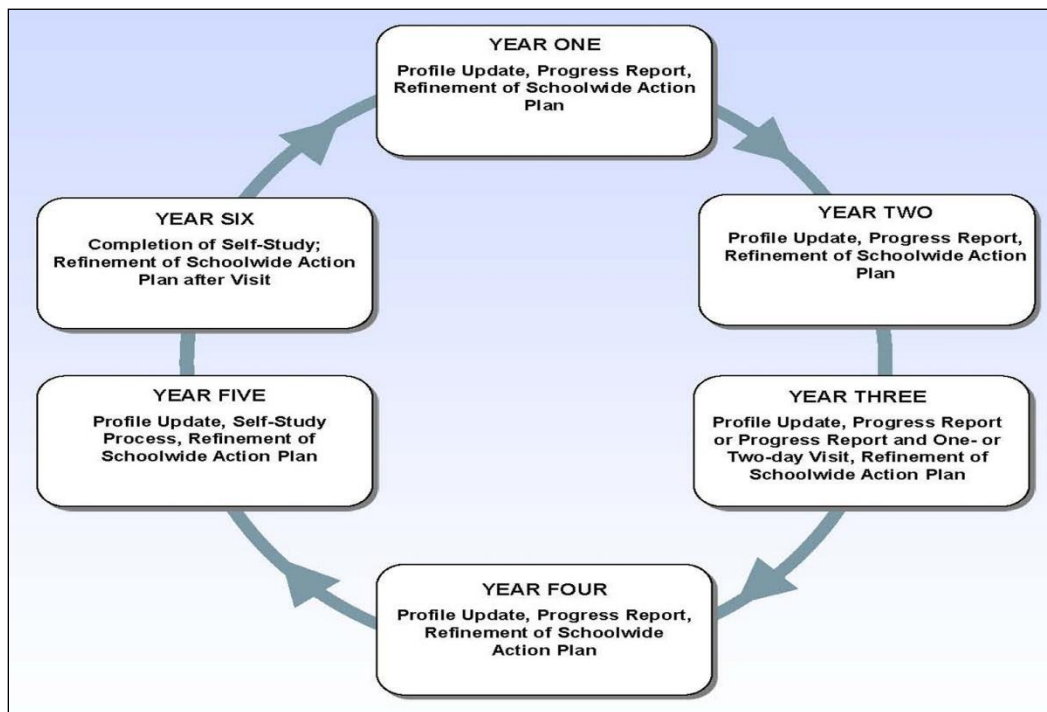 YEAR ONE
Profile Update, Progress Report,
Refinement of Schoolwide Action
Plan
YEAR TWO
Profile Update, Progress Report,
Refinement of Schoolwide Action
Plan
YEAR THREE
Profile Update, Progress Report
or Progress Report and One- or
Two-day Visit, Refinement of
Schoolwide Action Plan
YEAR FOUR
Profile Update, Progress Report,
Refinement of Schoolwide
Action Plan
YEAR FIVE
Profile Update, Self-Study
Process, Refinement of
Schoolwide Action Plan
YEAR SIX
Completion of Self-Study;
Refinement of Schoolwide Action
Plan after Visit